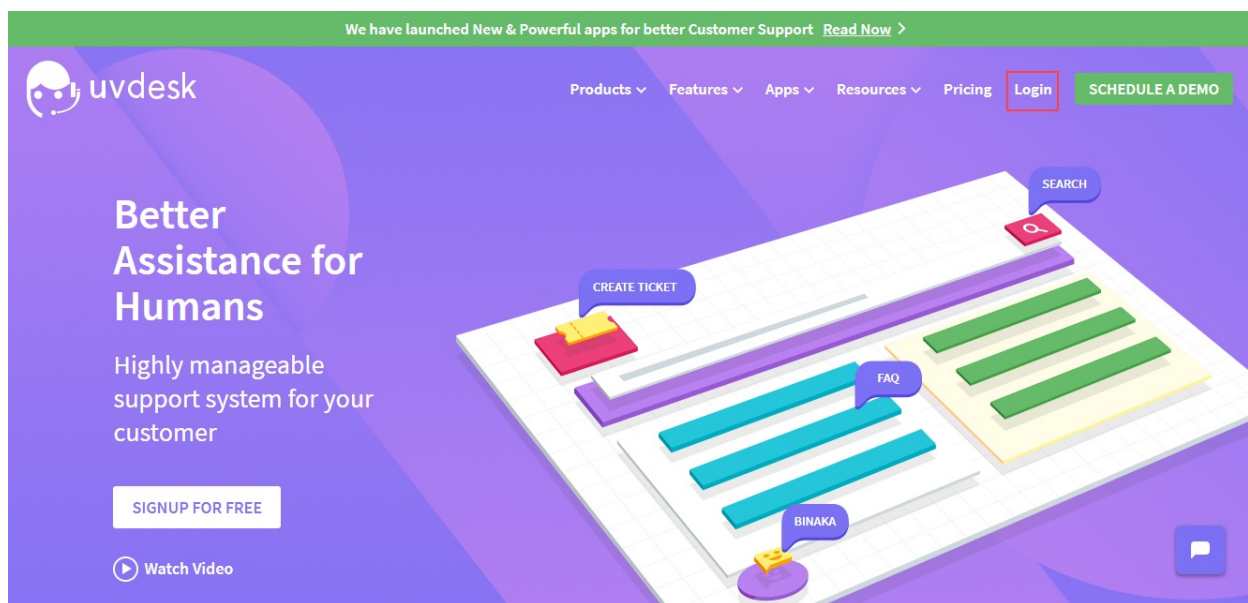 We have launched New & Powerful apps for better Customer Support Read Now
uvdesk
Products Features Apps Resources Pricing Login SCHEDULE A DEMO
SEARCH
Better
Assistance for
Humans
CREATE TICKET
Highly manageable
support system for your
customer
FAQ
SIGNUP FOR FREE
BINAKA
Watch Video